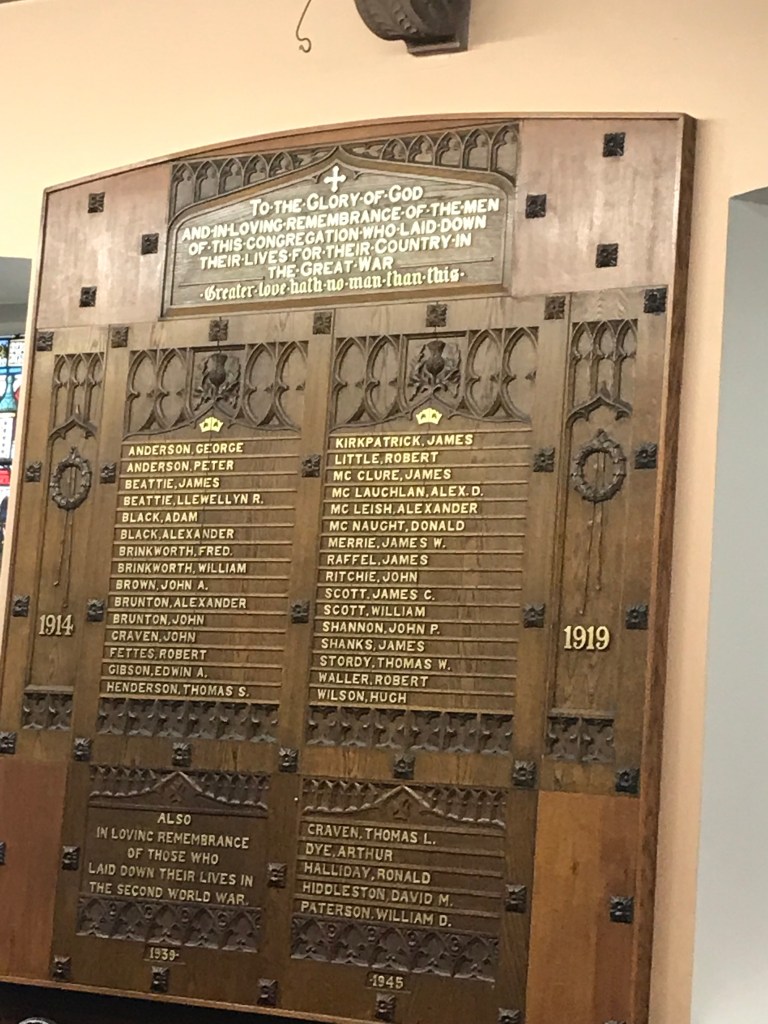 TO·THE·GLORY·OF·GOD
AND·IN·LOVING·REMEMBRANCE·OF·THE·MEN
OF·THIS·CONGREGATION·WHO·LAID·DOWN
THEIR·LIVES·FOR·THEIR·COUNTRY·IN
THE·GREAT·WAR
·Greater·love·hath·no·man·than·this·
ANDERSON, GEORGE
ANDERSON, PETER
BEATTIE, JAMES
BEATTIE, LLEWELLYN R.
BLACK, ADAM
BLACK, ALEXANDER
BRINKWORTH, FRED.
BRINKWORTH, WILLIAM
BROWN, JOHN A.
BRUNTON, ALEXANDER
BRUNTON, JOHN
CRAVEN, JOHN
FETTES, ROBERT
GIBSON, EDWIN A.
HENDERSON, THOMAS S.
KIRKPATRICK, JAMES
LITTLE, ROBERT
MC CLURE, JAMES
MC LAUCHLAN, ALEX. D.
MC LEISH, ALEXANDER
MC NAUGHT, DONALD
MERRIE, JAMES W.
RAFFEL, JAMES
RITCHIE, JOHN
SCOTT, JAMES C.
SCOTT, WILLIAM
SHANNON, JOHN P.
SHANKS, JAMES
STORDY, THOMAS W.
WALLER, ROBERT
WILSON, HUGH
1914
1919
ALSO
IN LOVING REMEMBRANCE
OF THOSE WHO
LAID DOWN THEIR LIVES IN
THE SECOND WORLD WAR.
CRAVEN, THOMAS L.
DYE, ARTHUR
HALLIDAY, RONALD
HIDDLESTON, DAVID M.
PATERSON, WILLIAM D.
1939-
-1945